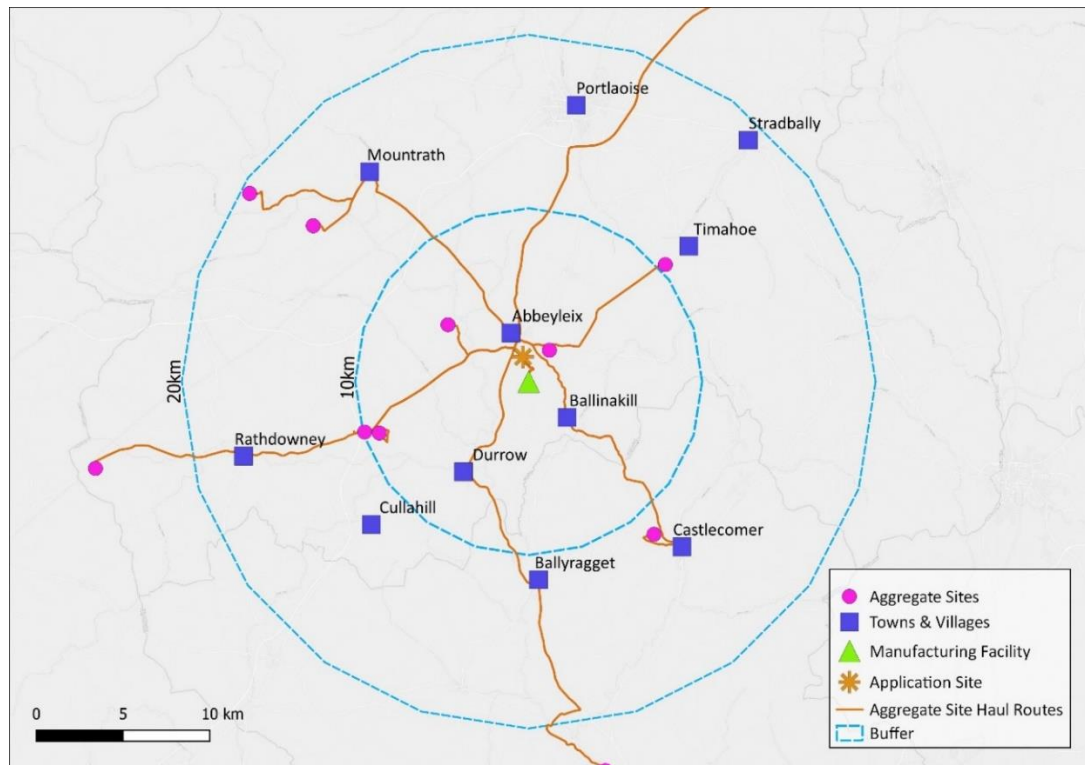 Portlaoise
Stradbally
Mountrath
Timahoe
Abbeyleix
20km
10km
Ballinakill
Rathdowney
Durrow
Cullahill
Castlecomer
Ballyragget
Aggregate Sites
Towns & Villages
Manufacturing Facility
Application Site
Aggregate Site Haul Routes
Buffer
0 5 10 km